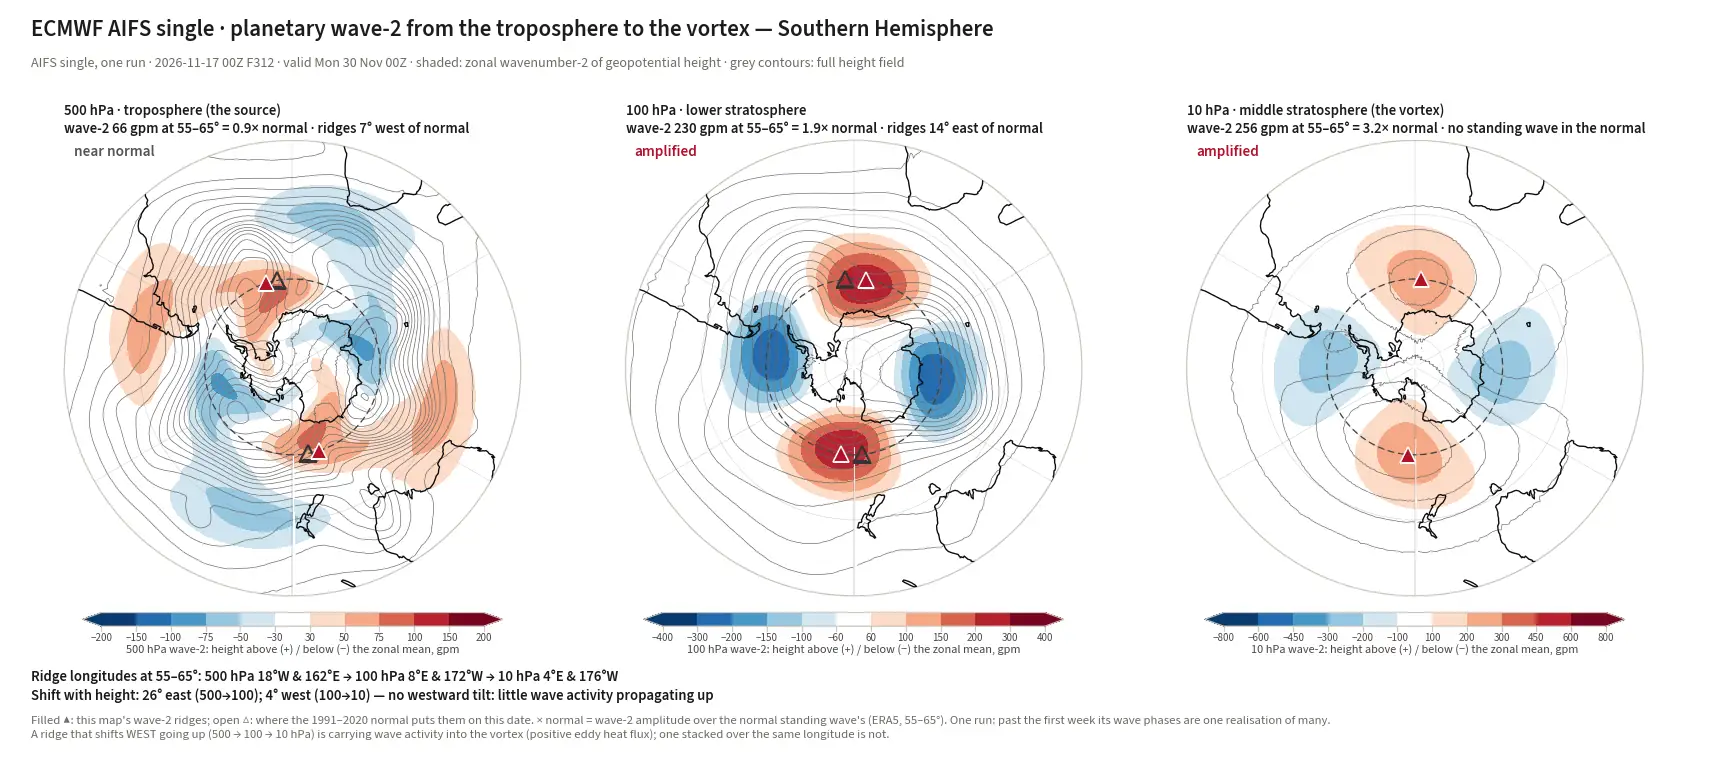 ECMWF AIFS single · planetary wave-2 from the troposphere to the vortex — Southern Hemisphere
AIFS single, one run · 2026-11-17 00Z F312 · valid Mon 30 Nov 00Z · shaded: zonal wavenumber-2 of geopotential height · grey contours: full height field
500 hPa · troposphere (the source)
wave-2 66 gpm at 55–65° = 0.9× normal · ridges 7° west of normal
near normal
100 hPa · lower stratosphere
wave-2 230 gpm at 55–65° = 1.9× normal · ridges 14° east of normal
amplified
10 hPa · middle stratosphere (the vortex)
wave-2 256 gpm at 55–65° = 3.2× normal · no standing wave in the normal
amplified
−200 −150 −100 −75 −50 −30 30 50 75 100 150 200
500 hPa wave-2: height above (+) / below (−) the zonal mean, gpm
−400 −300 −200 −150 −100 −60 60 100 150 200 300 400
100 hPa wave-2: height above (+) / below (−) the zonal mean, gpm
−800 −600 −450 −300 −200 −100 100 200 300 450 600 800
10 hPa wave-2: height above (+) / below (−) the zonal mean, gpm
Ridge longitudes at 55–65°: 500 hPa 18°W & 162°E → 100 hPa 8°E & 172°W → 10 hPa 4°E & 176°W
Shift with height: 26° east (500→100); 4° west (100→10) — no westward tilt: little wave activity propagating up
Filled ▲: this map's wave-2 ridges; open △: where the 1991–2020 normal puts them on this date. × normal = wave-2 amplitude over the normal standing wave's (ERA5, 55–65°). One run: past the first week its wave phases are one realisation of many.
A ridge that shifts WEST going up (500 → 100 → 10 hPa) is carrying wave activity into the vortex (positive eddy heat flux); one stacked over the same longitude is not.